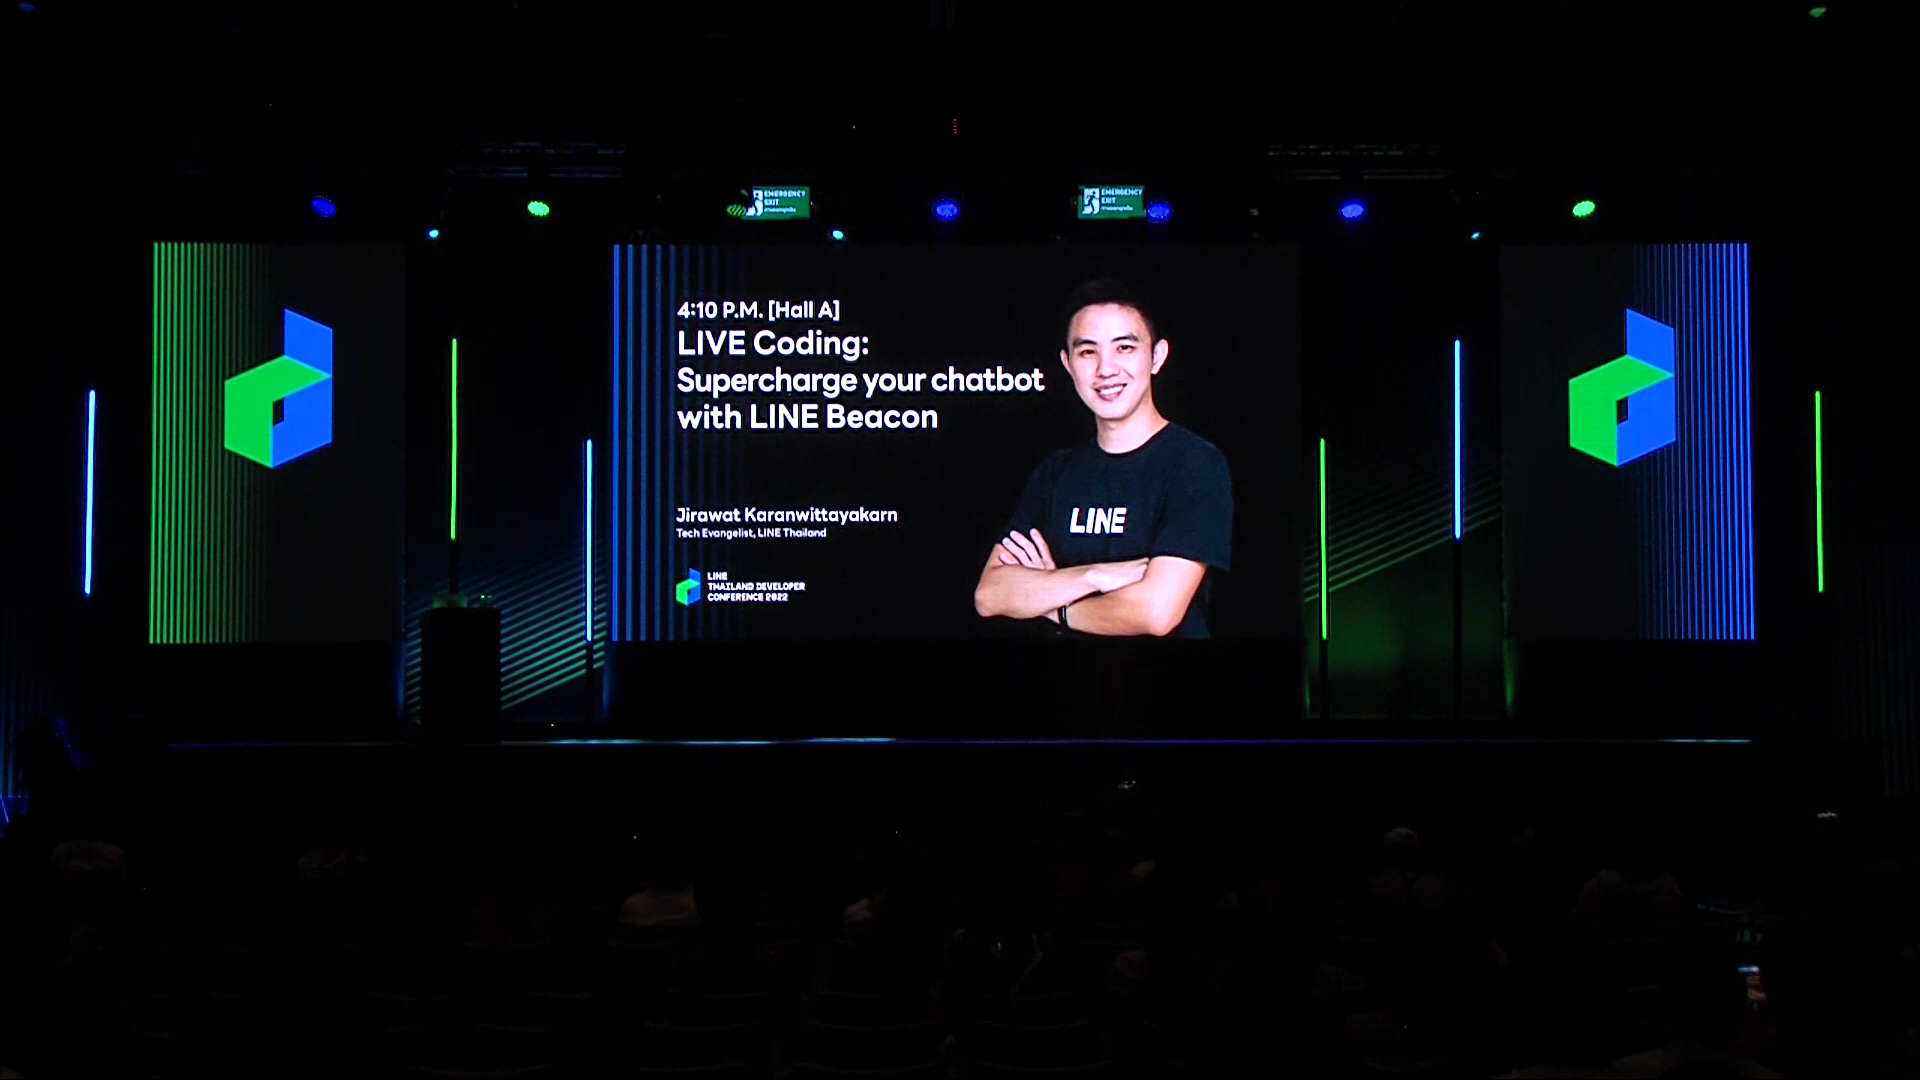 EMERGENCY
EXIT
EMERGENCY
EXIT
4:10 P.M. [Hall A]
LIVE Coding:
Supercharge your chatbot
with LINE Beacon
LINE
Jirawat Karanwittayakarn
Tech Evangelist, LINE Thailand
LINE
THAILAND DEVELOPER
CONFERENCE 2022